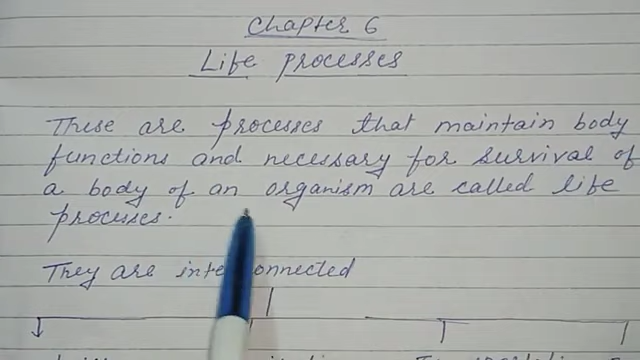 Chapter 6
Life processes
These are processes that maintain body
functions and necessary for survival of
a body of an organism are called life
processes.
They are interconnected